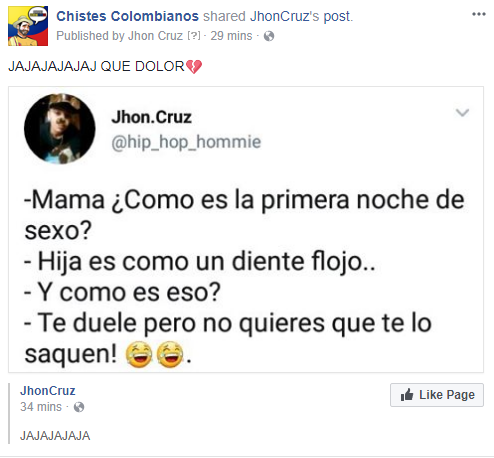 Chistes Colombianos shared JhonCruz's post.
Published by Jhon Cruz [?] · 29 mins ·
JAJAJAJAJAJ QUE DOLOR💔
Jhon.Cruz
@hip_hop_hommie
-Mama ¿Como es la primera noche de
sexo?
- Hija es como un diente flojo..
- Y como es eso?
- Te duele pero no quieres que te lo
saquen! 😂😂.
JhonCruz
Like Page
34 mins ·
JAJAJAJAJA